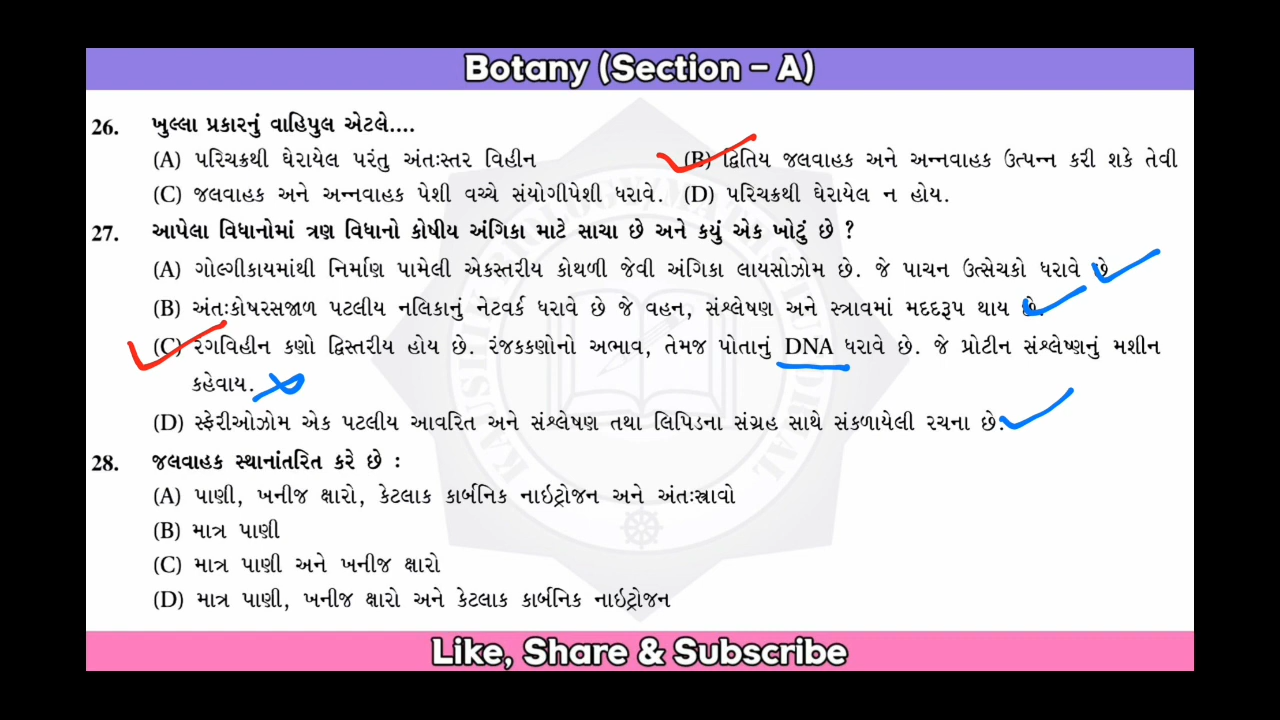 Botany (Section – A)
26. ખુલ્લા પ્રકારનું વાહિપુલ એટલે....
(A) પરિચક્રથી ઘેરાયેલ પરંતુ અંતઃસ્તર વિહીન (B) દ્વિતિય જલવાહક અને અન્નવાહક ઉત્પન્ન કરી શકે તેવી
(C) જલવાહક અને અન્નવાહક પેશી વચ્ચે સંયોગીપેશી ધરાવે. (D) પરિચક્રથી ઘેરાયેલ ન હોય.
27. આપેલા વિધાનોમાં ત્રણ વિધાનો કોષીય અંગિકા માટે સાચા છે અને કયું એક ખોટું છે ?
(A) ગોલ્ગીકાયમાંથી નિર્માણ પામેલી એકસ્તરીય કોથળી જેવી અંગિકા લાયસોઝોમ છે. જે પાચન ઉત્સેચકો ધરાવે છે
(B) અંતઃકોષરસજાળ પટલીય નલિકાનું નેટવર્ક ધરાવે છે જે વહન, સંશ્લેષણ અને સ્ત્રાવમાં મદદરૂપ થાય છે.
(C) રંગવિહીન કણો દ્વિસ્તરીય હોય છે. રંજકકણોનો અભાવ, તેમજ પોતાનું DNA ધરાવે છે. જે પ્રોટીન સંશ્લેષણનું મશીન
કહેવાય.
(D) સ્ફેરીઓઝોમ એક પટલીય આવરિત અને સંશ્લેષણ તથા લિપિડના સંગ્રહ સાથે સંકળાયેલી રચના છે.
28. જલવાહક સ્થાનાંતરિત કરે છે :
(A) પાણી, ખનીજ ક્ષારો, કેટલાક કાર્બનિક નાઇટ્રોજન અને અંતઃસ્ત્રાવો
(B) માત્ર પાણી
(C) માત્ર પાણી અને ખનીજ ક્ષારો
(D) માત્ર પાણી, ખનીજ ક્ષારો અને કેટલાક કાર્બનિક નાઇટ્રોજન
Like, Share & Subscribe